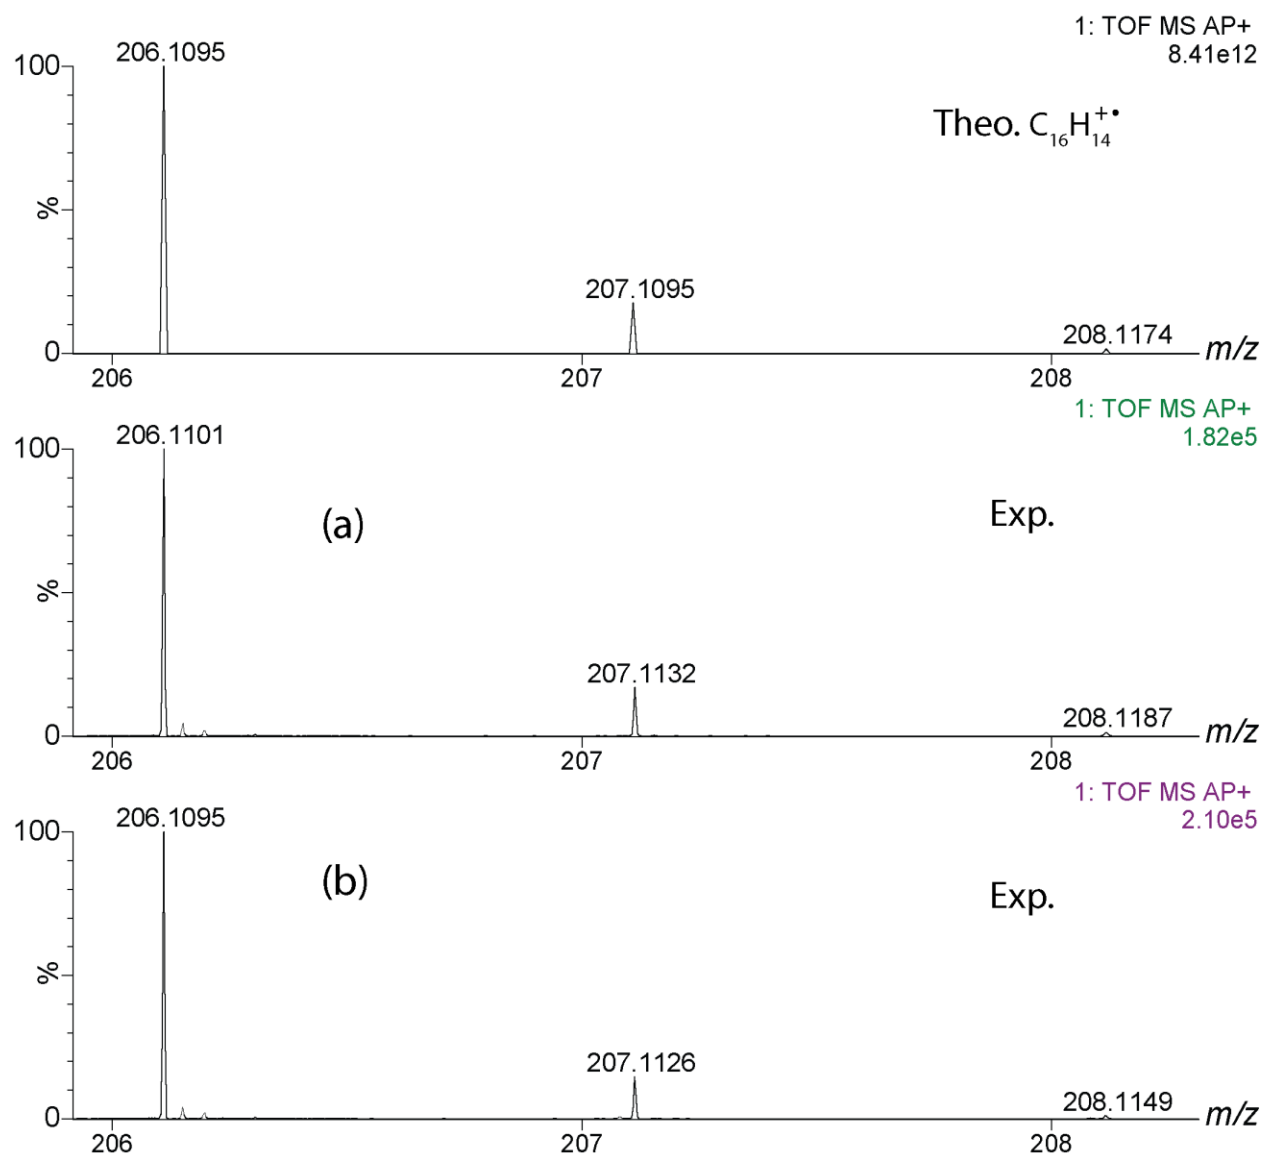 1: TOF MS AP+
8.41e12
206.1095
100
Theo. C₁₆H₁₄⁺•
%
207.1095
208.1174
0
m/z
206 207 208
1: TOF MS AP+
1.82e5
206.1101
100
(a)
Exp.
%
207.1132
208.1187
0
m/z
206 207 208
1: TOF MS AP+
2.10e5
206.1095
100
(b)
Exp.
%
207.1126
208.1149
0
m/z
206 207 208